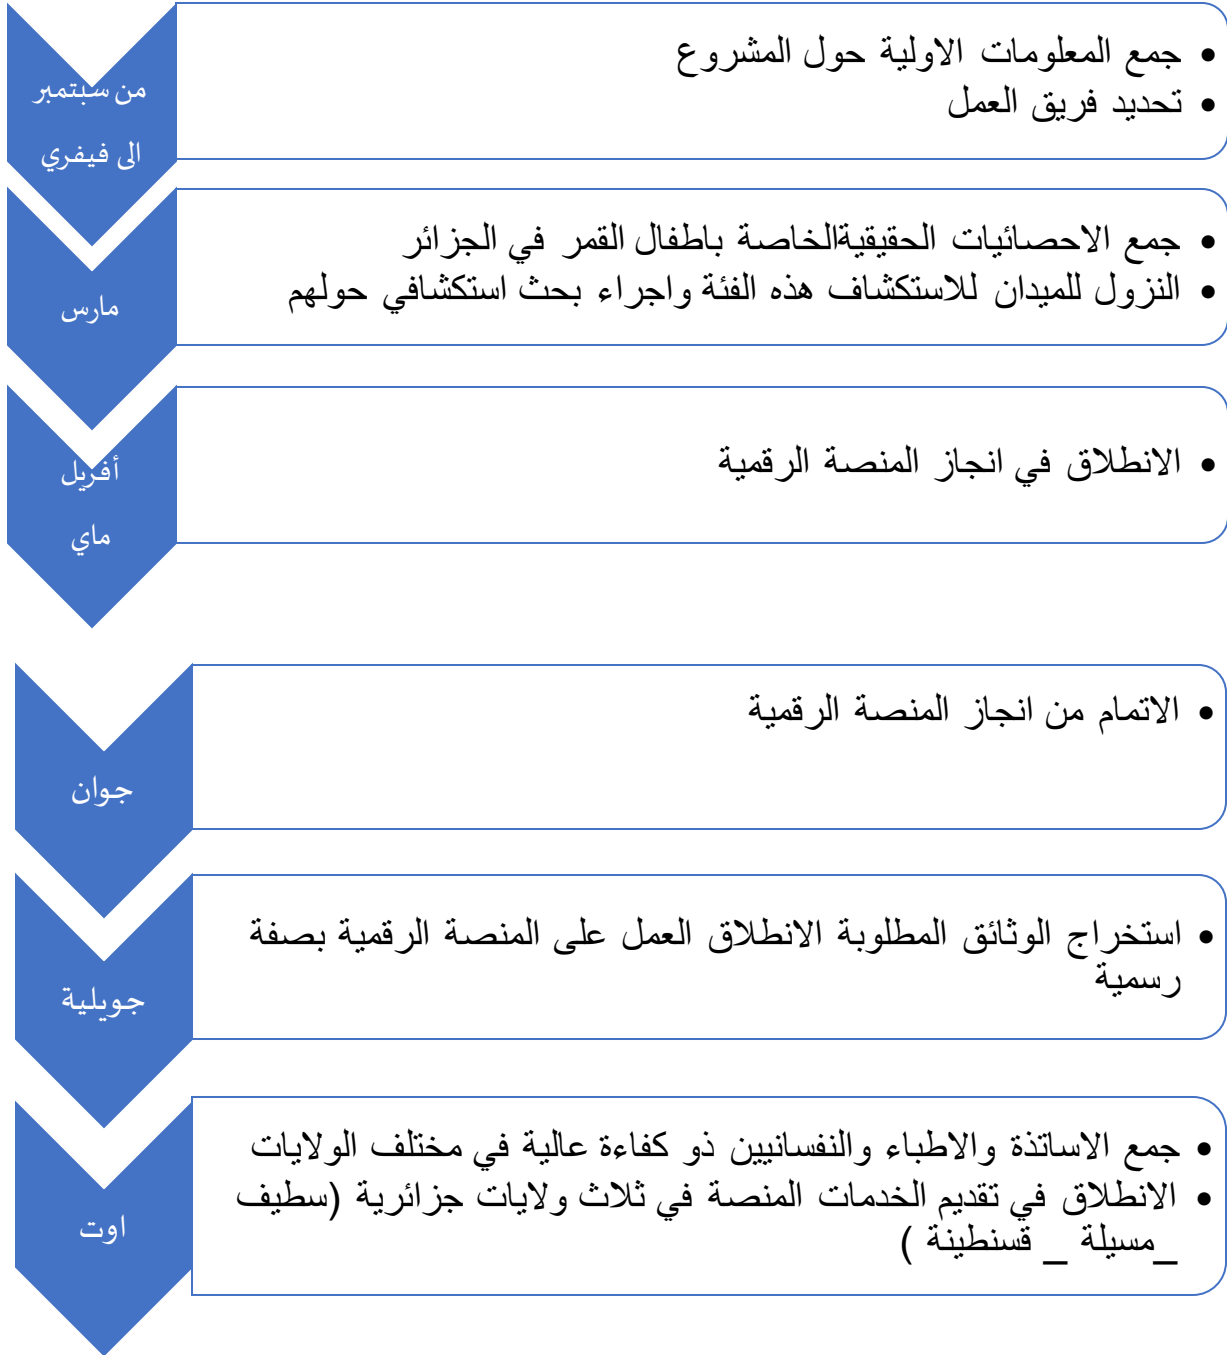 من سبتمبر
الى فيفري
جمع المعلومات الاولية حول المشروع
تحديد فريق العمل
مارس
جمع الاحصائيات الحقيقيةالخاصة باطفال القمر في الجزائر
النزول للميدان للاستكشاف هذه الفئة واجراء بحث استكشافي حولهم
أفريل
ماي
الانطلاق في انجاز المنصة الرقمية
جوان
الاتمام من انجاز المنصة الرقمية
جويلية
استخراج الوثائق المطلوبة الانطلاق العمل على المنصة الرقمية بصفة
رسمية
اوت
جمع الاساتذة والاطباء والنفسانيين ذو كفاءة عالية في مختلف الولايات
الانطلاق في تقديم الخدمات المنصة في ثلاث ولايات جزائرية (سطيف
_مسيلة _ قسنطينة )